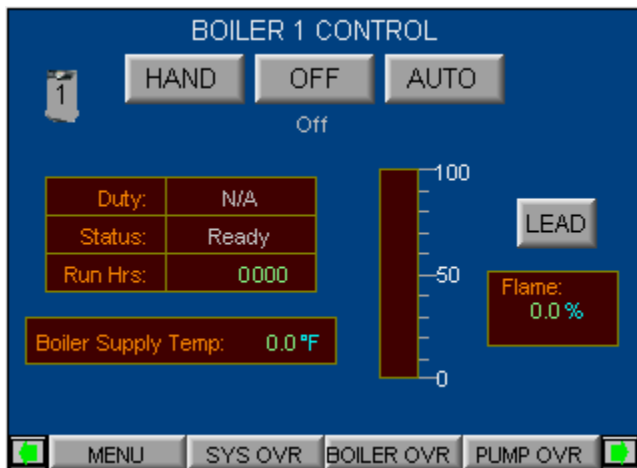 BOILER 1 CONTROL
1
HAND OFF AUTO
Off
Duty: N/A
Status: Ready
Run Hrs: 0000
Boiler Supply Temp: 0.0 °F
100
50
0
LEAD
Flame:
0.0 %
MENU SYS OVR BOILER OVR PUMP OVR